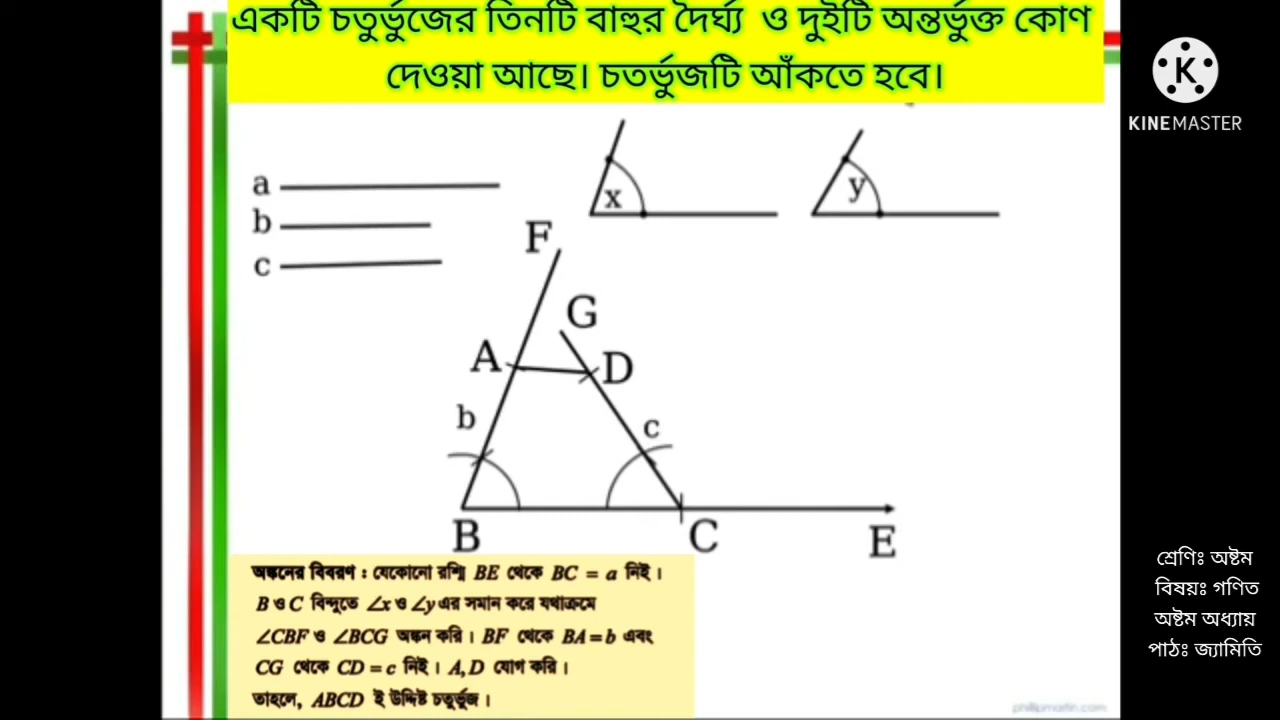 একটি চতুর্ভুজের তিনটি বাহুর দৈর্ঘ্য ও দুইটি অন্তর্ভুক্ত কোণ
দেওয়া আছে। চতর্ভুজটি আঁকতে হবে।
K
KINEMASTER
a
b
c
x
y
F
G
A
D
b
c
B
C
E
অঙ্কনের বিবরণ : যেকোনো রশ্মি BE থেকে BC = a নিই।
B ও C বিন্দুতে ∠x ও ∠y এর সমান করে যথাক্রমে
∠CBF ও ∠BCG অঙ্কন করি। BF থেকে BA = b এবং
CG থেকে CD = c নিই। A, D যোগ করি।
তাহলে, ABCD ই উদ্দিষ্ট চতুর্ভুজ।
শ্রেণিঃ অষ্টম
বিষয়ঃ গণিত
অষ্টম অধ্যায়
পাঠঃ জ্যামিতি
philipmartin.com